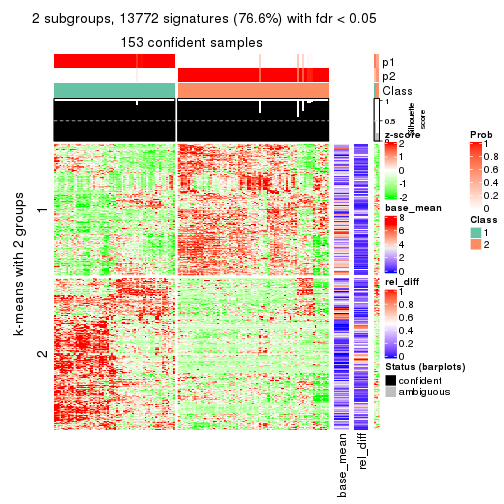 2 subgroups, 13772 signatures (76.6%) with fdr < 0.05
153 confident samples
p1
p2
Class
1
0.5
Silhouette
score
k-means with 2 groups
1
2
base_mean
rel_diff
z-score
2
1
0
-1
-2
base_mean
8
6
4
2
0
rel_diff
1
0.8
0.6
0.4
0.2
0
Status (barplots)
confident
ambiguous
Prob
1
0.8
0.6
0.4
0.2
0
Class
1
2